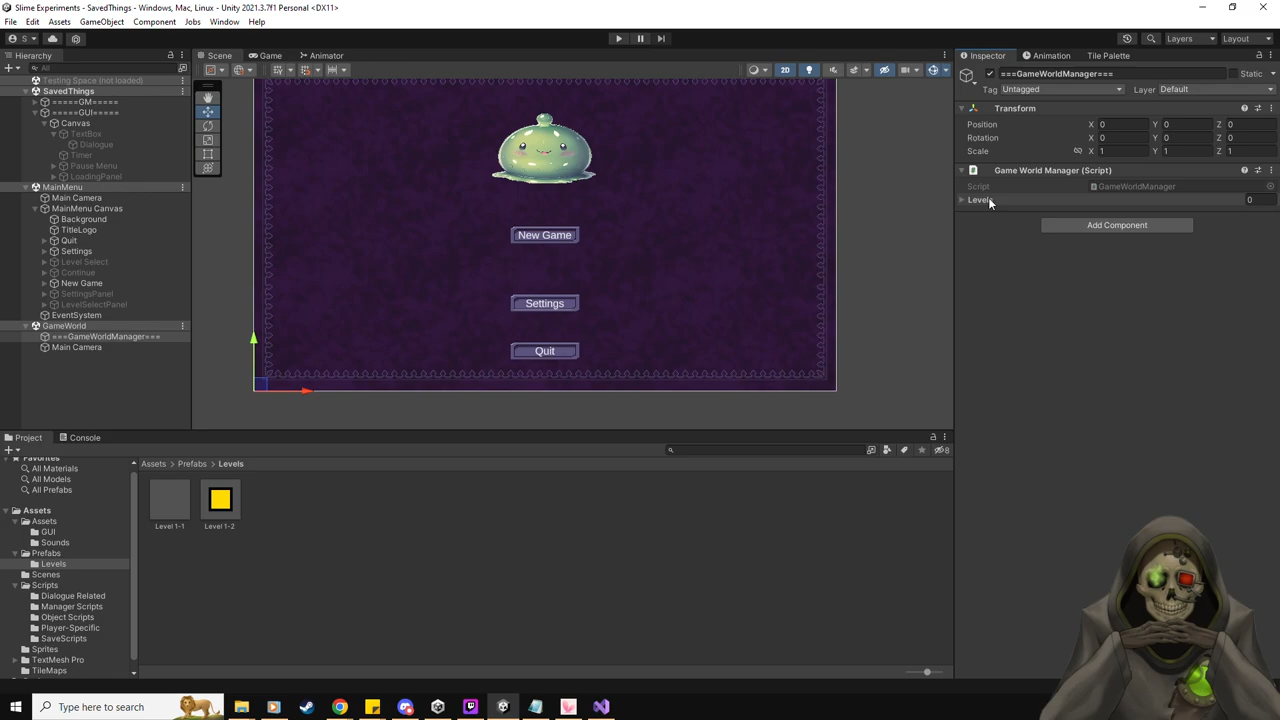 Slime Experiments - SavedThings - Windows, Mac, Linux - Unity 2021.3.7f1 Personal <DX11>
File Edit Assets GameObject Component Jobs Window Help
S Layers Layout
Hierarchy Scene Game Animator Inspector Animation Tile Palette
All 2D ===GameWorldManager=== Static
Testing Space (not loaded) Tag Untagged Layer Default
SavedThings
=====GM===== Transform
=====GUI=====
Canvas Position X 0 Y 0 Z 0
TextBox Rotation X 0 Y 0 Z 0
Dialogue Scale X 1 Y 1 Z 1
Timer
Pause Menu Game World Manager (Script)
LoadingPanel Script GameWorldManager
MainMenu
Main Camera Levels 0
MainMenu Canvas
Background Add Component
TitleLogo New Game
Quit
Settings
Level Select
Continue
New Game
SettingsPanel Settings
LevelSelectPanel
EventSystem
GameWorld
===GameWorldManager===
Main Camera Quit
Project Console
8
Favorites
All Materials Assets > Prefabs > Levels
All Models
All Prefabs
Assets
Assets Level 1-1 Level 1-2
GUI
Sounds
Prefabs
Levels
Scenes
Scripts
Dialogue Related
Manager Scripts
Object Scripts
Player-Specific
SaveScripts
Sprites
TextMesh Pro
TileMaps
Type here to search